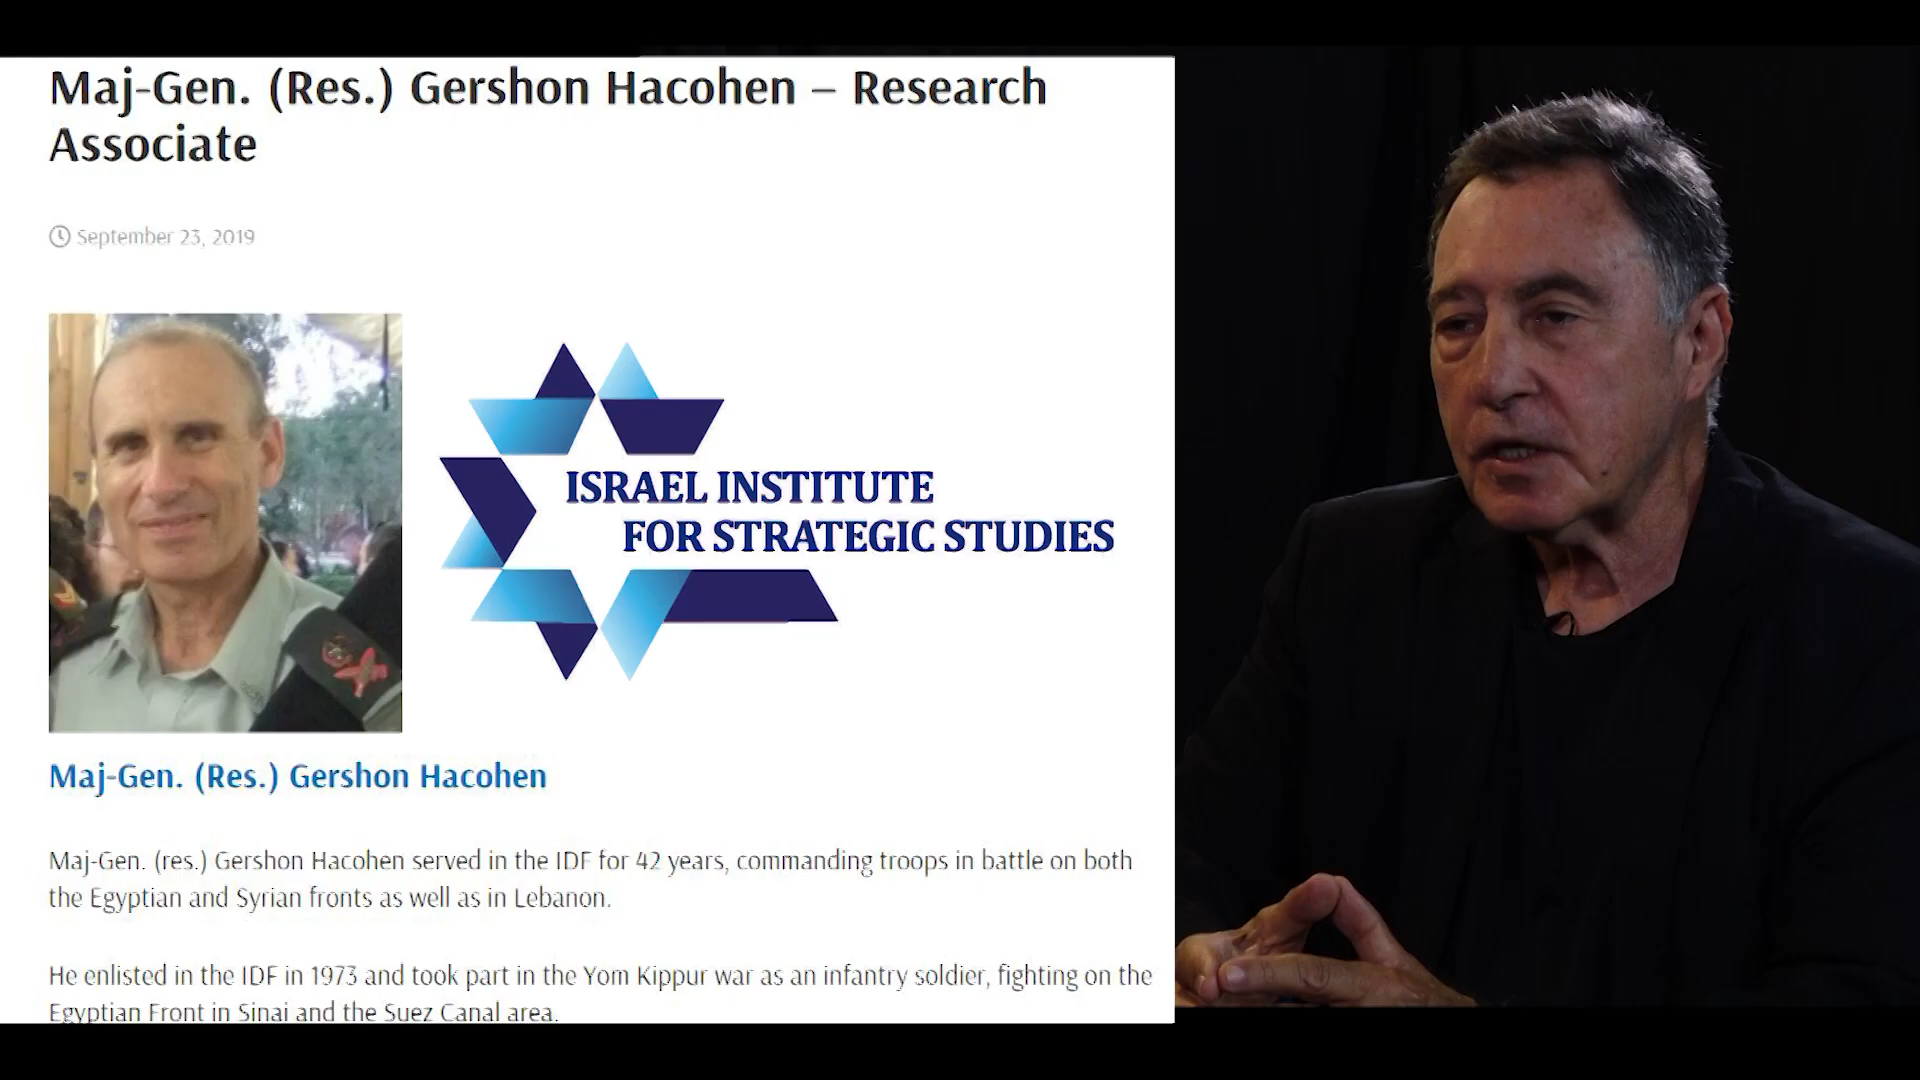 Maj-Gen. (Res.) Gershon Hacohen – Research
Associate
September 23, 2019
ISRAEL INSTITUTE
FOR STRATEGIC STUDIES
Maj-Gen. (Res.) Gershon Hacohen
Maj-Gen. (res.) Gershon Hacohen served in the IDF for 42 years, commanding troops in battle on both
the Egyptian and Syrian fronts as well as in Lebanon.
He enlisted in the IDF in 1973 and took part in the Yom Kippur war as an infantry soldier, fighting on the
Egyptian Front in Sinai and the Suez Canal area.